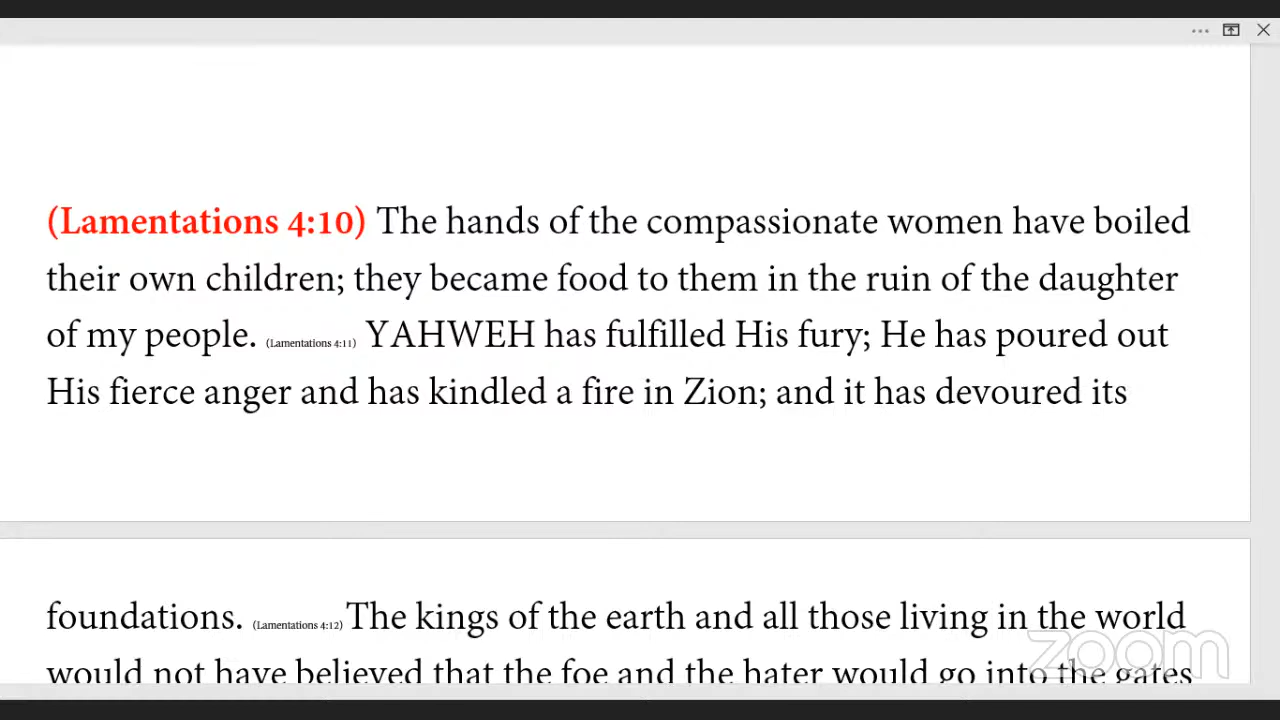 (Lamentations 4:10) The hands of the compassionate women have boiled
their own children; they became food to them in the ruin of the daughter
of my people. (Lamentations 4:11) YAHWEH has fulfilled His fury; He has poured out
His fierce anger and has kindled a fire in Zion; and it has devoured its
foundations. (Lamentations 4:12) The kings of the earth and all those living in the world
would not have believed that the foe and the hater would go into the gates
zoom